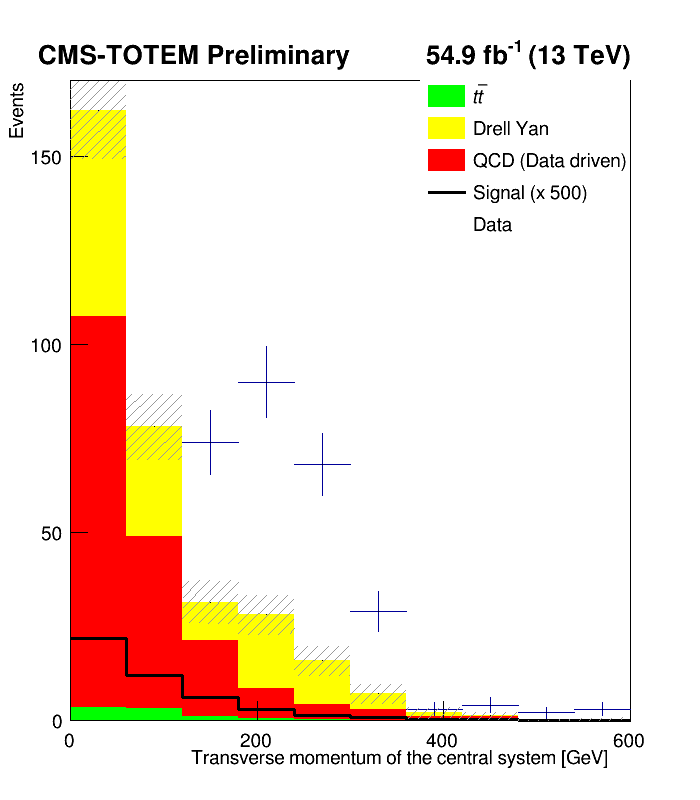 CMS-TOTEM Preliminary 54.9 fb⁻¹ (13 TeV)
Events
tt̅
Drell Yan
QCD (Data driven)
Signal (x 500)
Data
150
100
50
0
0 200 400 600
Transverse momentum of the central system [GeV]